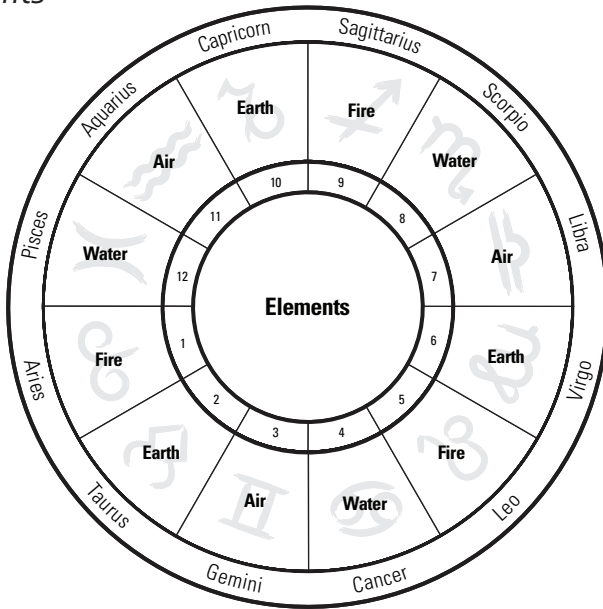 Capricorn
Sagittarius
Aquarius
Scorpio
Pisces
Libra
Aries
Virgo
Taurus
Leo
Gemini
Cancer
Earth
Fire
Air
Water
Water
Air
Fire
Earth
Earth
Fire
Air
Water
10
9
11
8
12
7
1
6
2
5
3
4
Elements